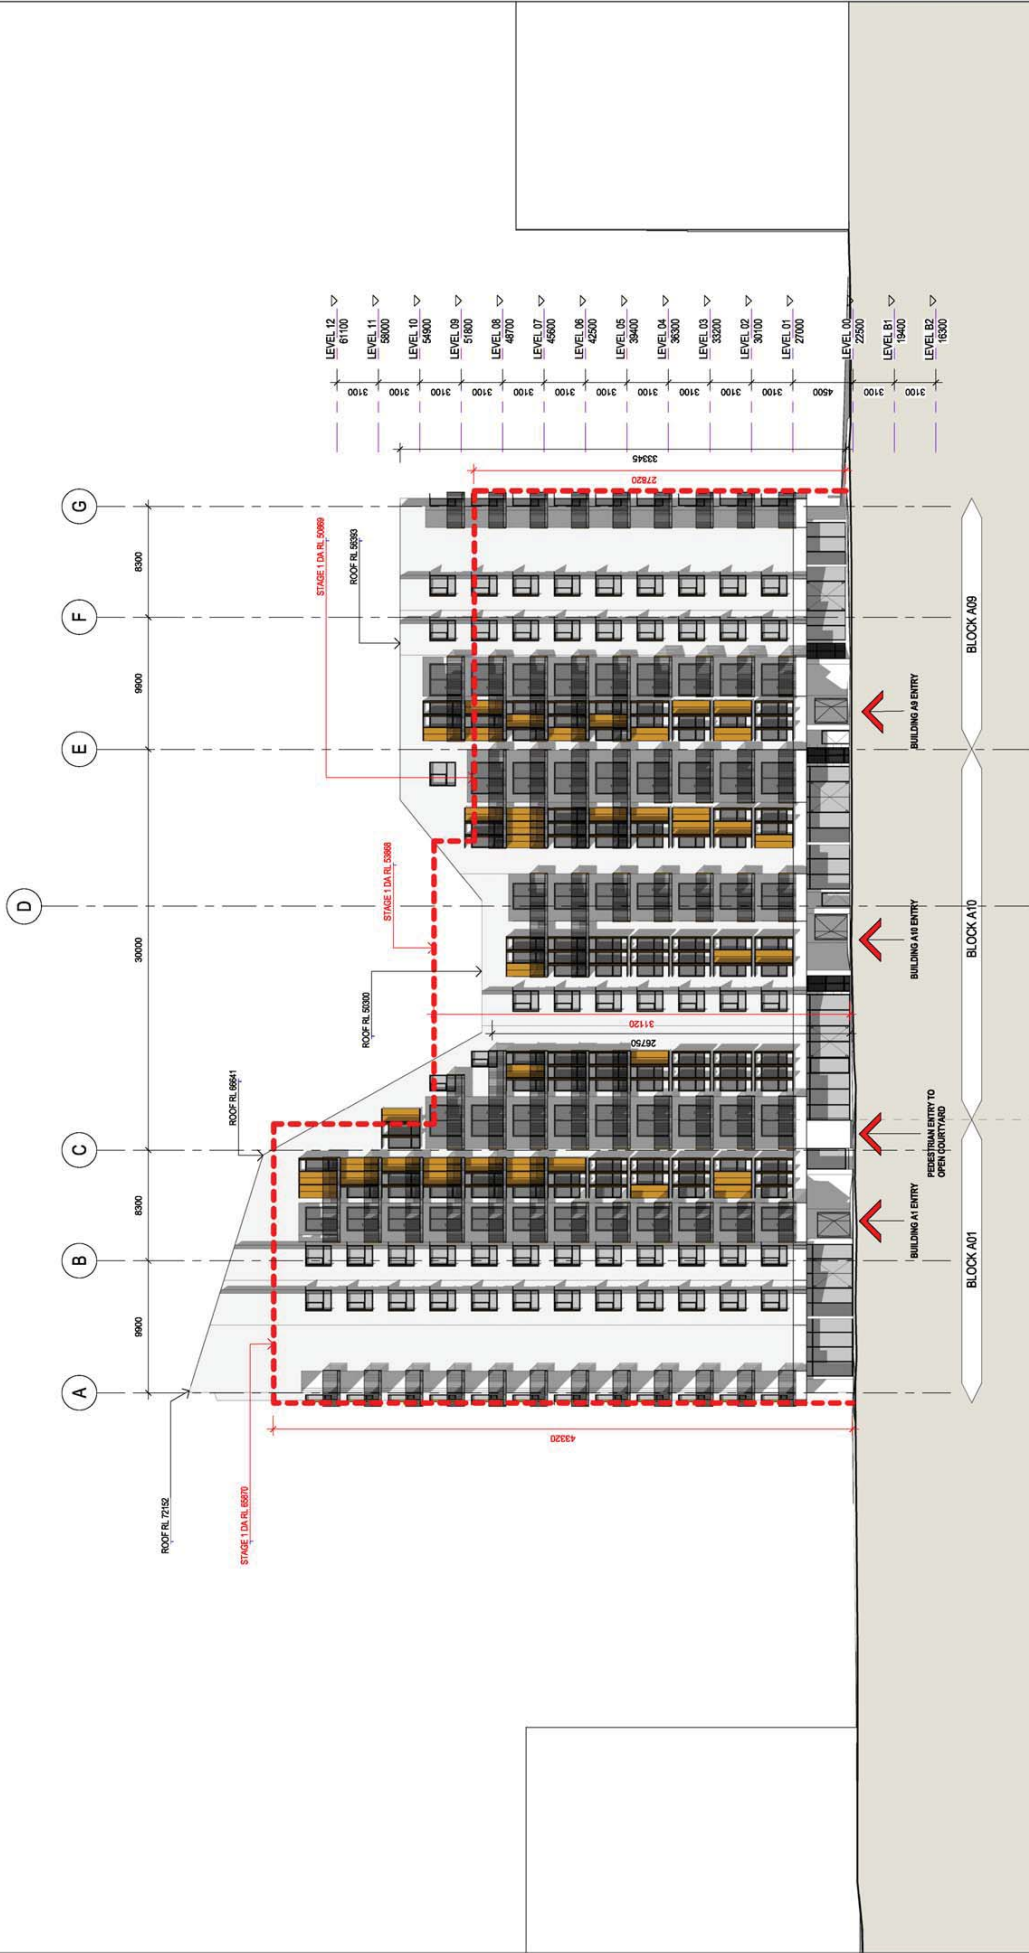 A
B
C
D
E
F
G
9900
8300
30000
9900
8300
ROOF RL 72152
STAGE 1 DA RL 65870
ROOF RL 66641
ROOF RL 50300
STAGE 1 DA RL 53868
STAGE 1 DA RL 50869
ROOF RL 56393
43320
26750
31120
27820
33345
LEVEL 12
61100
LEVEL 11
58000
LEVEL 10
54900
LEVEL 09
51800
LEVEL 08
48700
LEVEL 07
45600
LEVEL 06
42500
LEVEL 05
39400
LEVEL 04
36300
LEVEL 03
33200
LEVEL 02
30100
LEVEL 01
27000
LEVEL 00
22500
LEVEL B1
19400
LEVEL B2
16300
3100
3100
3100
3100
3100
3100
3100
3100
3100
3100
3100
4500
3100
3100
BUILDING A1 ENTRY
PEDESTRIAN ENTRY TO
OPEN COURTYARD
BUILDING A10 ENTRY
BUILDING A9 ENTRY
BLOCK A01
BLOCK A10
BLOCK A09